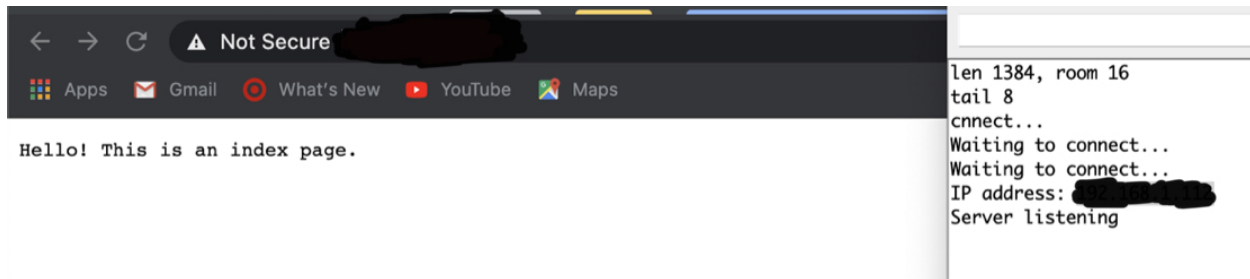 Not Secure
Apps Gmail What's New YouTube Maps
Hello! This is an index page.
len 1384, room 16
tail 8
cnnect...
Waiting to connect...
Waiting to connect...
IP address:
Server listening